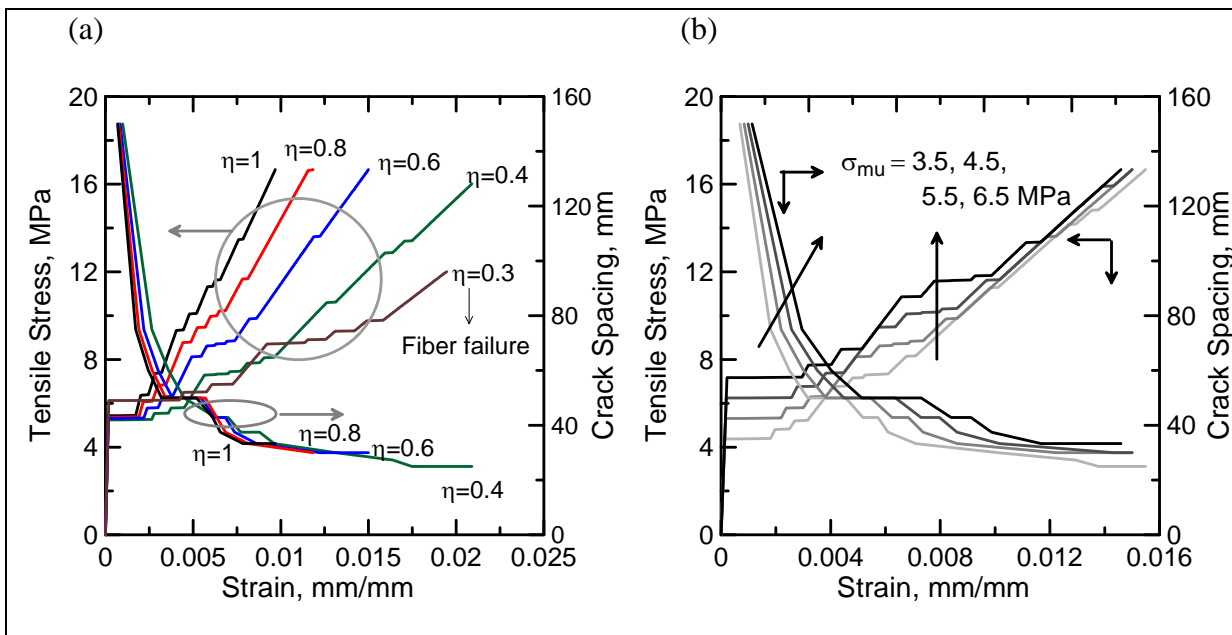 (a)
20
16
12
8
4
0
Tensile Stress, MPa
160
120
80
40
0
Crack Spacing, mm
0
0.005
0.01
0.015
0.02
0.025
Strain, mm/mm
η=1
η=0.8
η=0.6
η=0.4
η=0.3
Fiber failure
η=1
η=0.8
η=0.6
η=0.4
(b)
20
16
12
8
4
0
Tensile Stress, MPa
160
120
80
40
0
Crack Spacing, mm
0
0.004
0.008
0.012
0.016
Strain, mm/mm
σmu = 3.5, 4.5,
5.5, 6.5 MPa